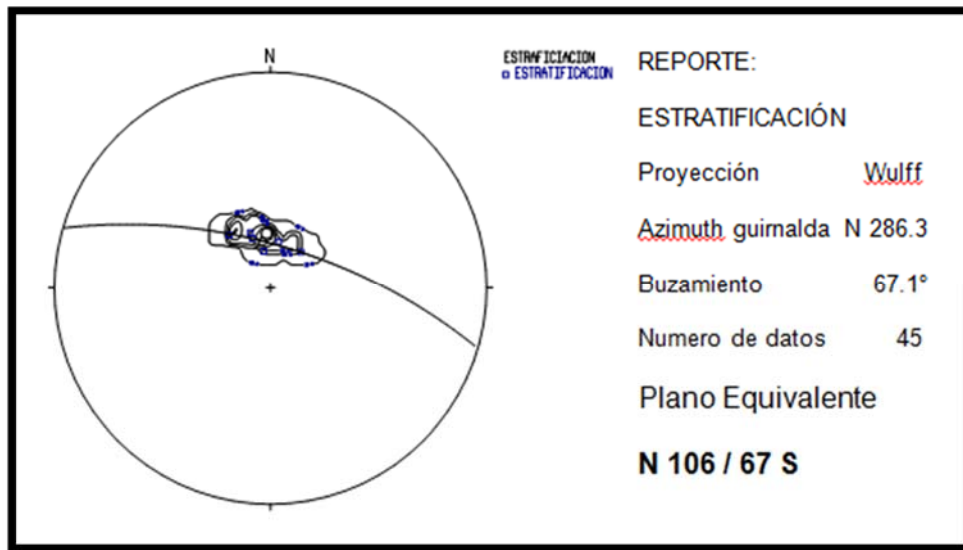 N
ESTRAFICIACION
ESTRATIFICACION
REPORTE:
ESTRATIFICACIÓN
Proyección Wulff
Azimuth guirnalda N 286.3
Buzamiento 67.1°
Numero de datos 45
Plano Equivalente
N 106 / 67 S